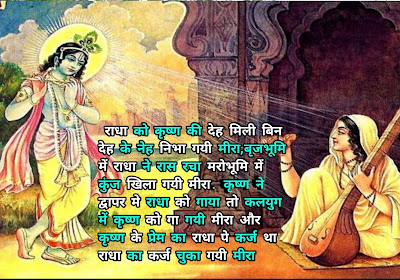 राधा को कृष्ण की देह मिली बिन
देह के नेह निभा गयी मीरा,बृजभूमि
में राधा ने रास रचा मरोभूमि में
कुंज खिला गयी मीरा. कृष्ण ने
द्वापर मे राधा को गाया तो कलयुग
में कृष्ण को गा गयी मीरा और
कृष्ण के प्रेम का राधा पे कर्ज था
राधा का कर्ज चुका गयी मीरा